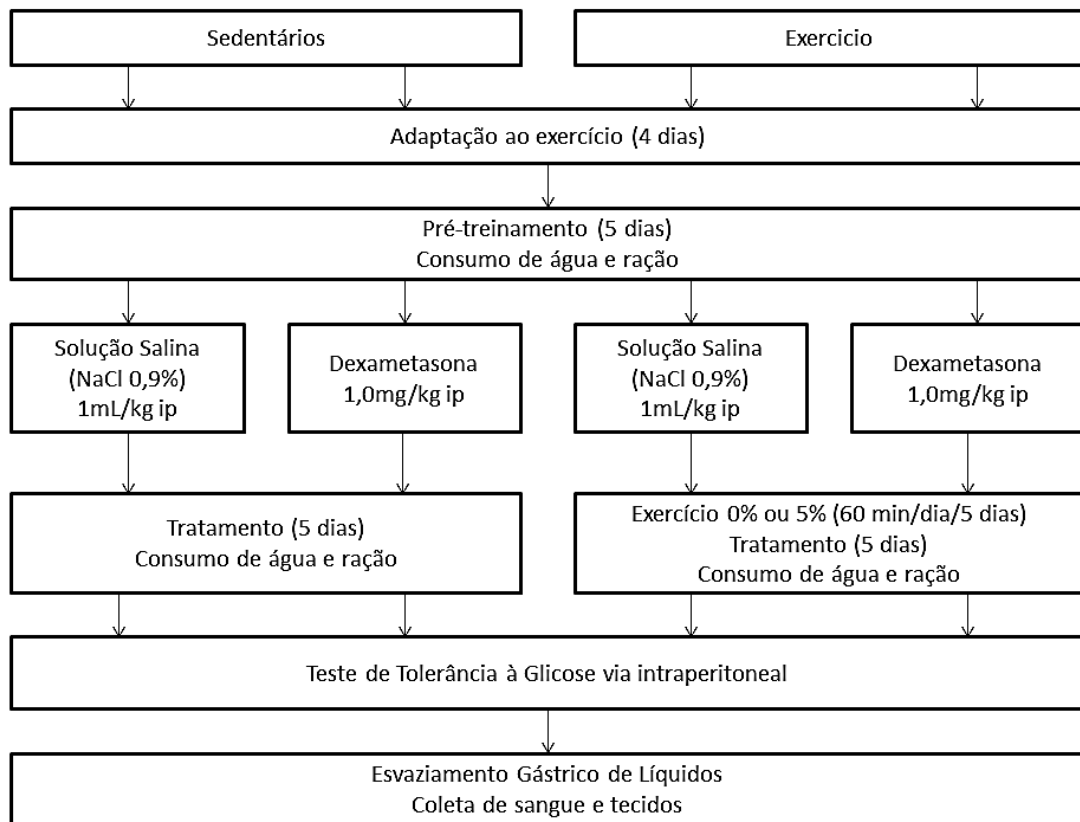 Sedentários
Exercicio
Adaptação ao exercício (4 dias)
Pré-treinamento (5 dias)
Consumo de água e ração
Solução Salina
(NaCl 0,9%)
1mL/kg ip
Dexametasona
1,0mg/kg ip
Solução Salina
(NaCl 0,9%)
1mL/kg ip
Dexametasona
1,0mg/kg ip
Tratamento (5 dias)
Consumo de água e ração
Exercício 0% ou 5% (60 min/dia/5 dias)
Tratamento (5 dias)
Consumo de água e ração
Teste de Tolerância à Glicose via intraperitoneal
Esvaziamento Gástrico de Líquidos
Coleta de sangue e tecidos